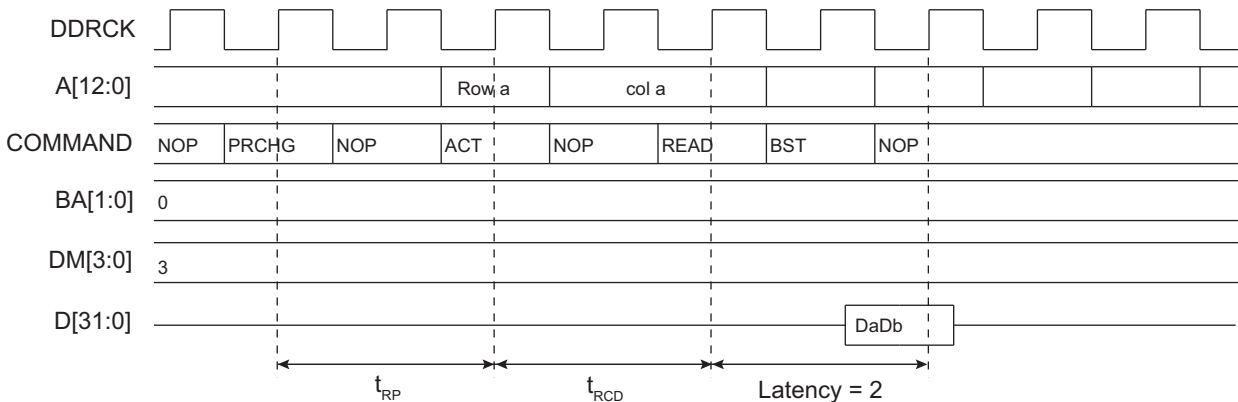 DDRCK
A[12:0] Row a col a
COMMAND NOP PRCHG NOP ACT NOP READ BST NOP
BA[1:0] 0
DM[3:0] 3
D[31:0] DaDb
tRP tRCD Latency = 2